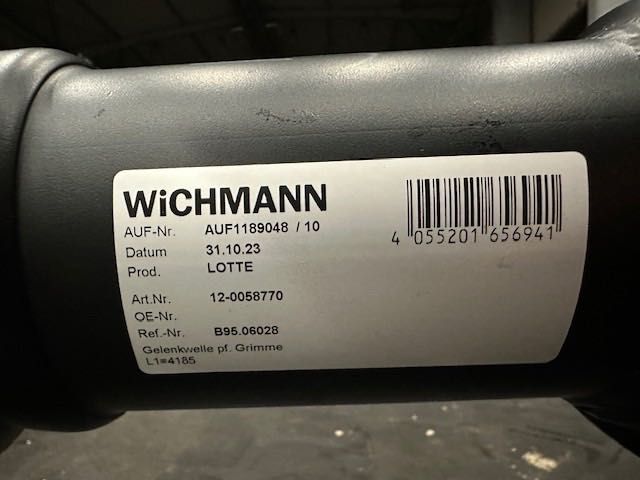 WiCHMANN
AUF-Nr. AUF1189048 / 10
Datum 31.10.23
Prod. LOTTE
Art.Nr. 12-0058770
OE-Nr.
Ref.-Nr. B95.06028
Gelenkwelle pf. Grimme
L1=4185
4 055201 656941